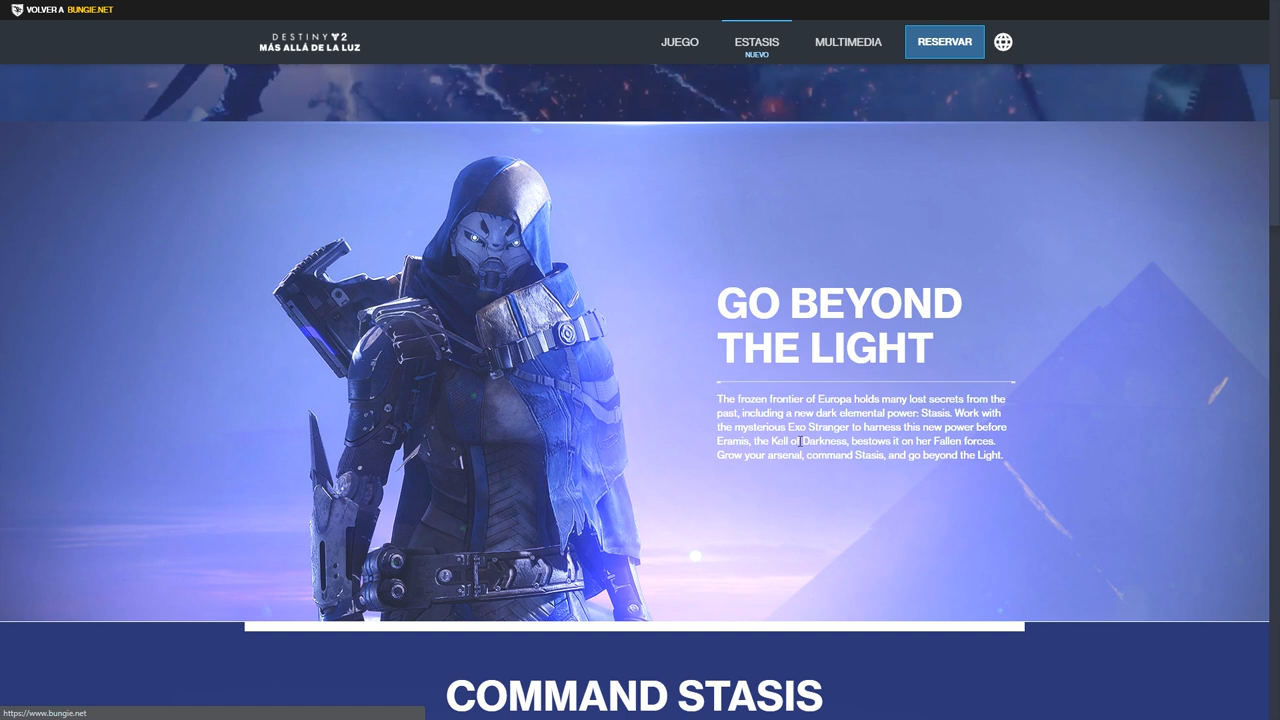 VOLVER A BUNGIE.NET
DESTINY 2
MÁS ALLÁ DE LA LUZ
JUEGO
ESTASIS
NUEVO
MULTIMEDIA
RESERVAR
GO BEYOND
THE LIGHT
The frozen frontier of Europa holds many lost secrets from the
past, including a new dark elemental power: Stasis. Work with
the mysterious Exo Stranger to harness this new power before
Eramis, the Kell of Darkness, bestows it on her Fallen forces.
Grow your arsenal, command Stasis, and go beyond the Light.
COMMAND STASIS
https://www.bungie.net